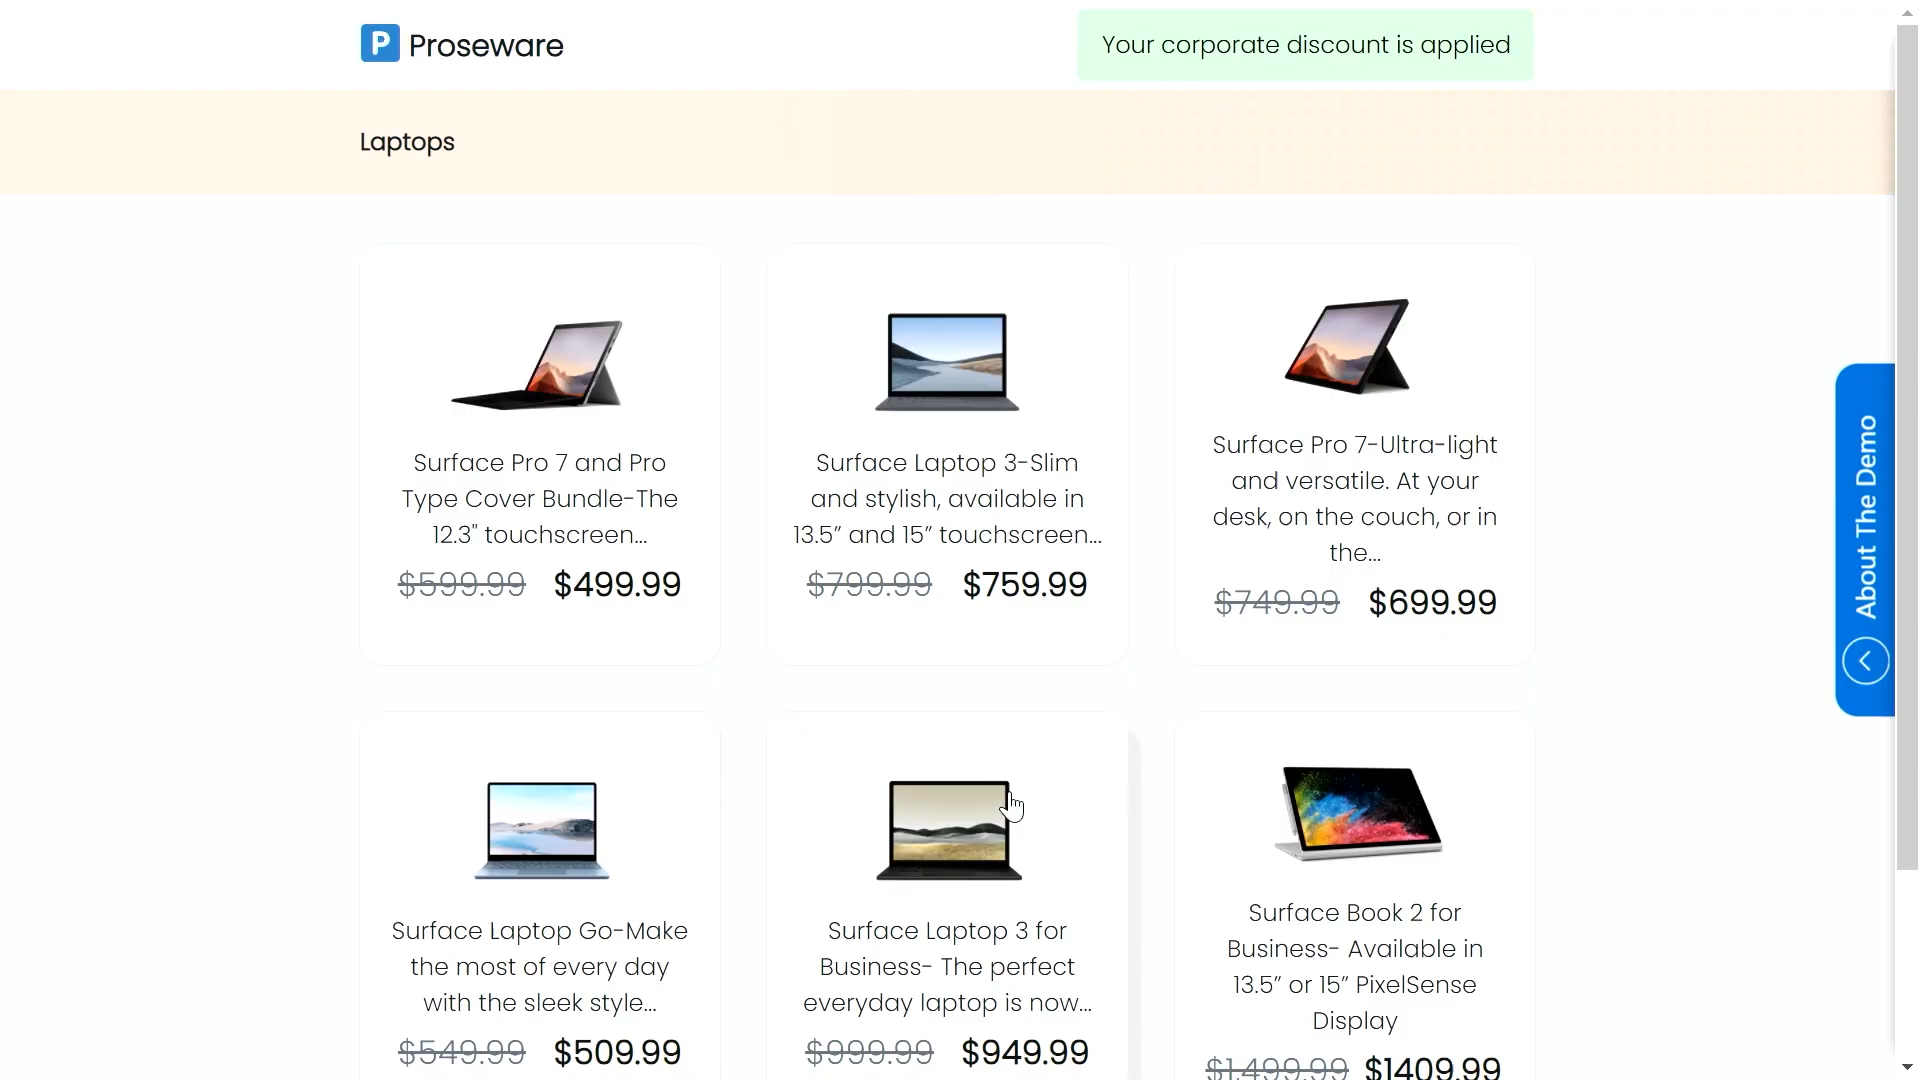 P Proseware
Your corporate discount is applied
Laptops
Surface Pro 7 and Pro
Type Cover Bundle-The
12.3" touchscreen...
$599.99 $499.99
Surface Laptop 3-Slim
and stylish, available in
13.5” and 15” touchscreen...
$799.99 $759.99
Surface Pro 7-Ultra-light
and versatile. At your
desk, on the couch, or in
the...
$749.99 $699.99
About The Demo
Surface Laptop Go-Make
the most of every day
with the sleek style...
$549.99 $509.99
Surface Laptop 3 for
Business- The perfect
everyday laptop is now...
$999.99 $949.99
Surface Book 2 for
Business- Available in
13.5” or 15” PixelSense
Display
$1,499.99 $1409.99